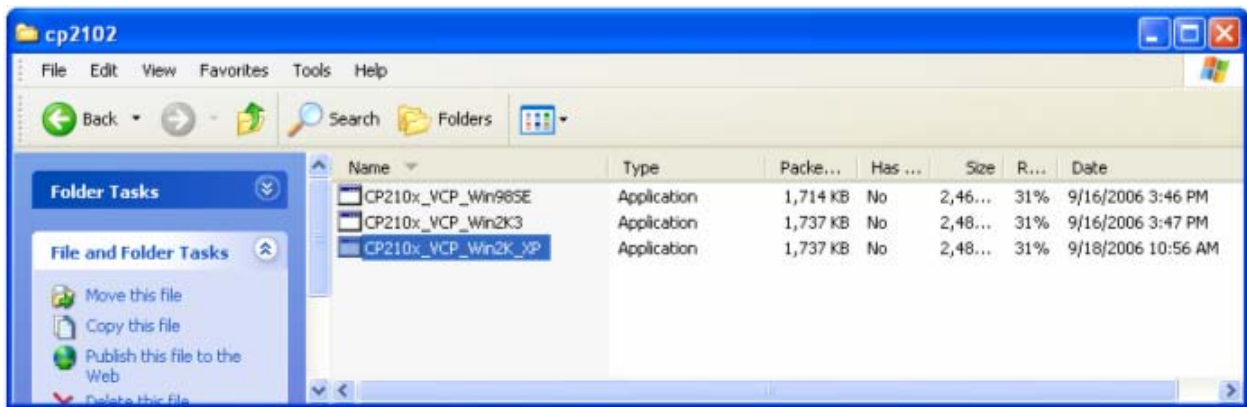 cp2102
File Edit View Favorites Tools Help
Back Search Folders
Folder Tasks
File and Folder Tasks
Move this file
Copy this file
Publish this file to the
Web
Delete this file
Name Type Packe... Has ... Size R... Date
CP210x_VCP_Win98SE Application 1,714 KB No 2,46... 31% 9/16/2006 3:46 PM
CP210x_VCP_Win2K3 Application 1,737 KB No 2,48... 31% 9/16/2006 3:47 PM
CP210x_VCP_Win2K_XP Application 1,737 KB No 2,48... 31% 9/18/2006 10:56 AM